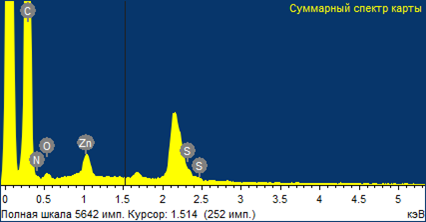 Суммарный спектр карты
C
N
O
Zn
S
S
0 0.5 1 1.5 2 2.5 3 3.5 4 4.5 5
Полная шкала 5642 имп. Курсор: 1.514 (252 имп.) кэВ